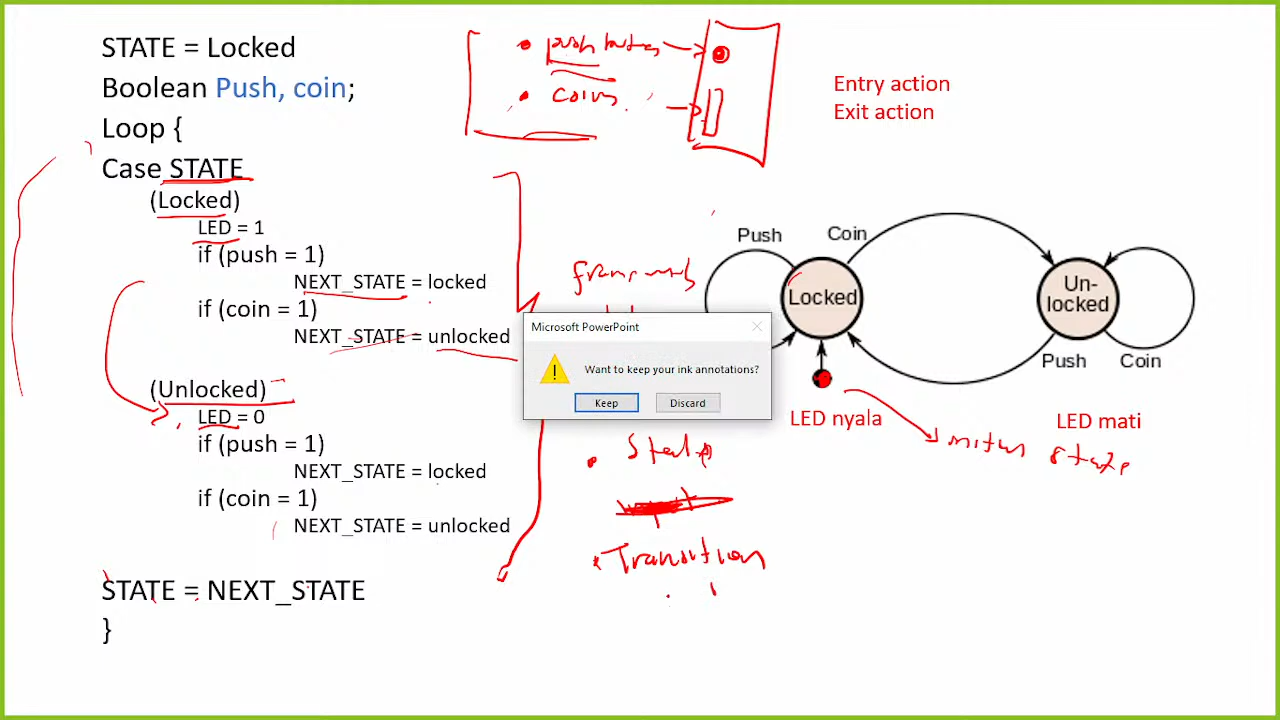 STATE = Locked
Boolean Push, coin;
Loop {
Case STATE
(Locked)
LED = 1
if (push = 1)
NEXT_STATE = locked
if (coin = 1)
NEXT_STATE = unlocked
(Unlocked)
LED = 0
if (push = 1)
NEXT_STATE = locked
if (coin = 1)
NEXT_STATE = unlocked
STATE = NEXT_STATE
}
push
Entry action
Exit action
Push
Coin
Locked
Un-
locked
Push
Coin
LED nyala
LED mati
state
Microsoft PowerPoint
Want to keep your ink annotations?
Keep
Discard
State
Transition